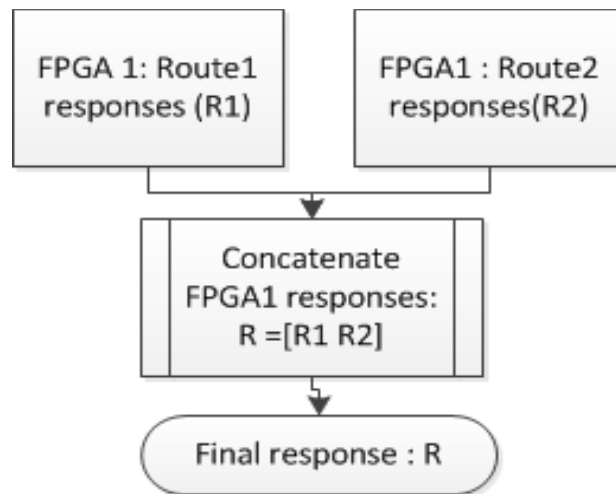 FPGA 1: Route1
responses (R1)
FPGA1 : Route2
responses(R2)
Concatenate
FPGA1 responses:
R =[R1 R2]
Final response : R